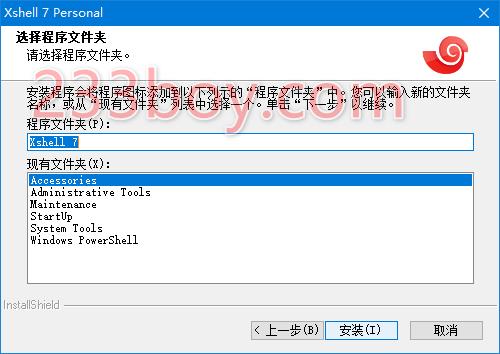 Xshell 7 Personal
选择程序文件夹
请选择程序文件夹。
233boy.com
安装程序会将程序图标添加到以下列示的“程序文件夹”中。您可以输入新的文件夹
名称，或从“现有文件夹”列表中选择一个。单击“下一步”以继续。
程序文件夹(P):
Xshell 7
现有文件夹(X):
Accessories
Administrative Tools
Maintenance
StartUp
System Tools
Windows PowerShell
InstallShield
< 上一步(B)
安装(I)
取消